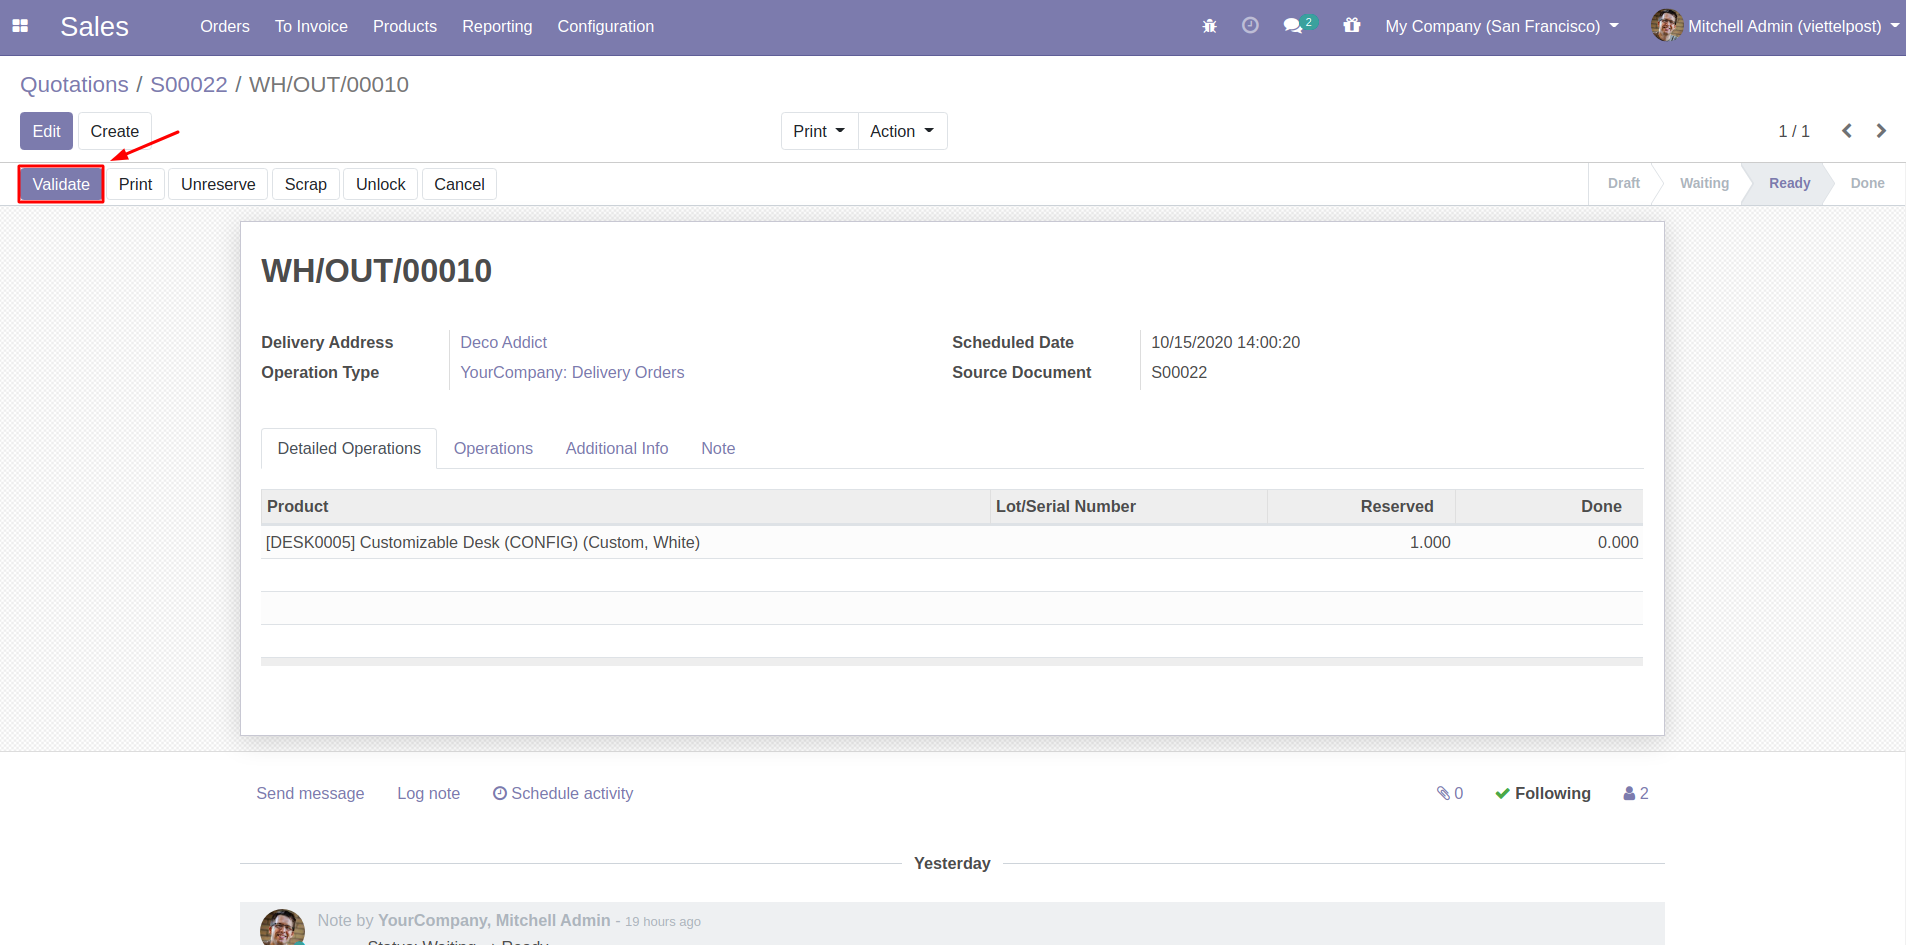 Sales Orders To Invoice Products Reporting Configuration 2 My Company (San Francisco) Mitchell Admin (viettelpost)
Quotations / S00022 / WH/OUT/00010
Edit Create Print Action 1 / 1
Validate Print Unreserve Scrap Unlock Cancel Draft Waiting Ready Done
WH/OUT/00010
Delivery Address Deco Addict Scheduled Date 10/15/2020 14:00:20
Operation Type YourCompany: Delivery Orders Source Document S00022
Detailed Operations Operations Additional Info Note
Product Lot/Serial Number Reserved Done
[DESK0005] Customizable Desk (CONFIG) (Custom, White) 1.000 0.000
Send message Log note Schedule activity 0 Following 2
Yesterday
Note by YourCompany, Mitchell Admin - 19 hours ago
Status: Waiting → Ready